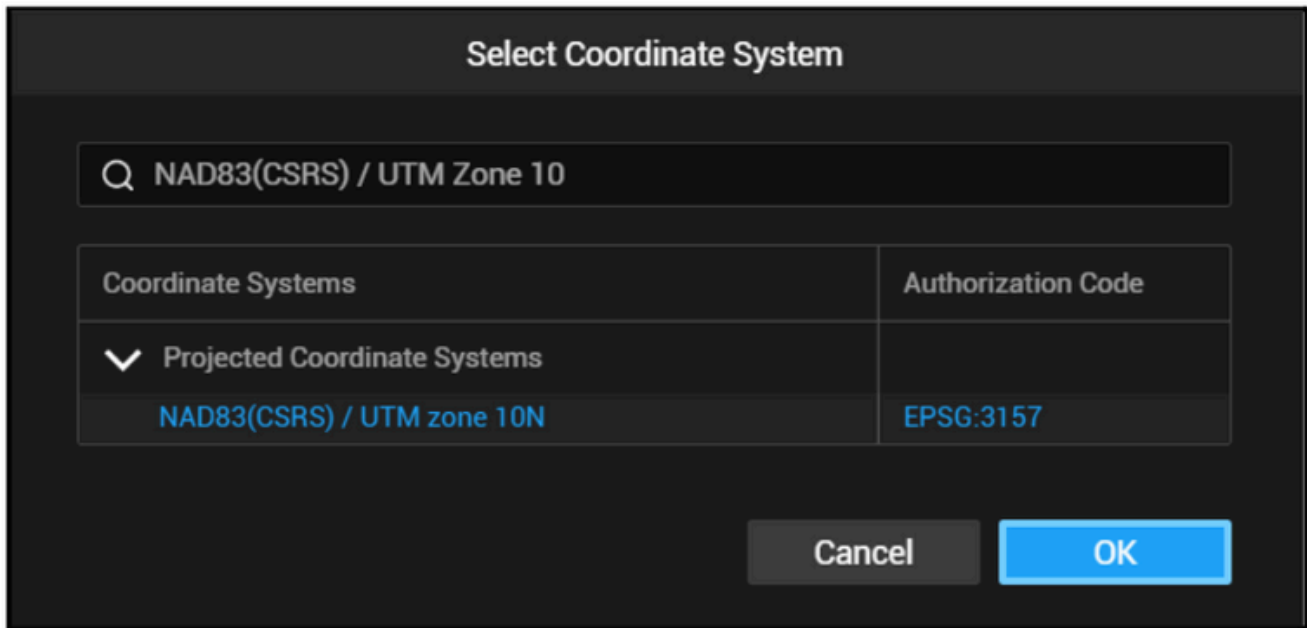 Select Coordinate System
NAD83(CSRS) / UTM Zone 10
Coordinate Systems Authorization Code
Projected Coordinate Systems
NAD83(CSRS) / UTM zone 10N EPSG:3157
Cancel OK